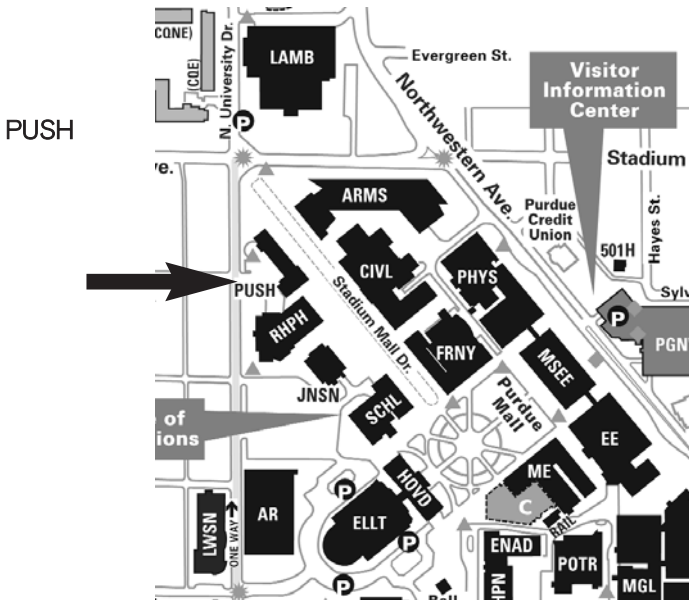 (CQNE)
(CQE)
N. University Dr.
LAMB
P
Evergreen St.
Northwestern Ave.
Visitor
Information
Center
PUSH
ve.
Stadium
ARMS
Purdue
Credit
Union
501H
Hayes St.
CIVL
PHYS
Stadium Mall Dr.
PUSH
Sylv
RHPH
P
FRNY
MSEE
PGN
JNSN
SCHL
Purdue
Mall
e of
ions
EE
HOVD
ME
P
C
LWSN
ONE WAY
AR
ELLT
RAIL
P
ENAD
POTR
HPN
P
MGL